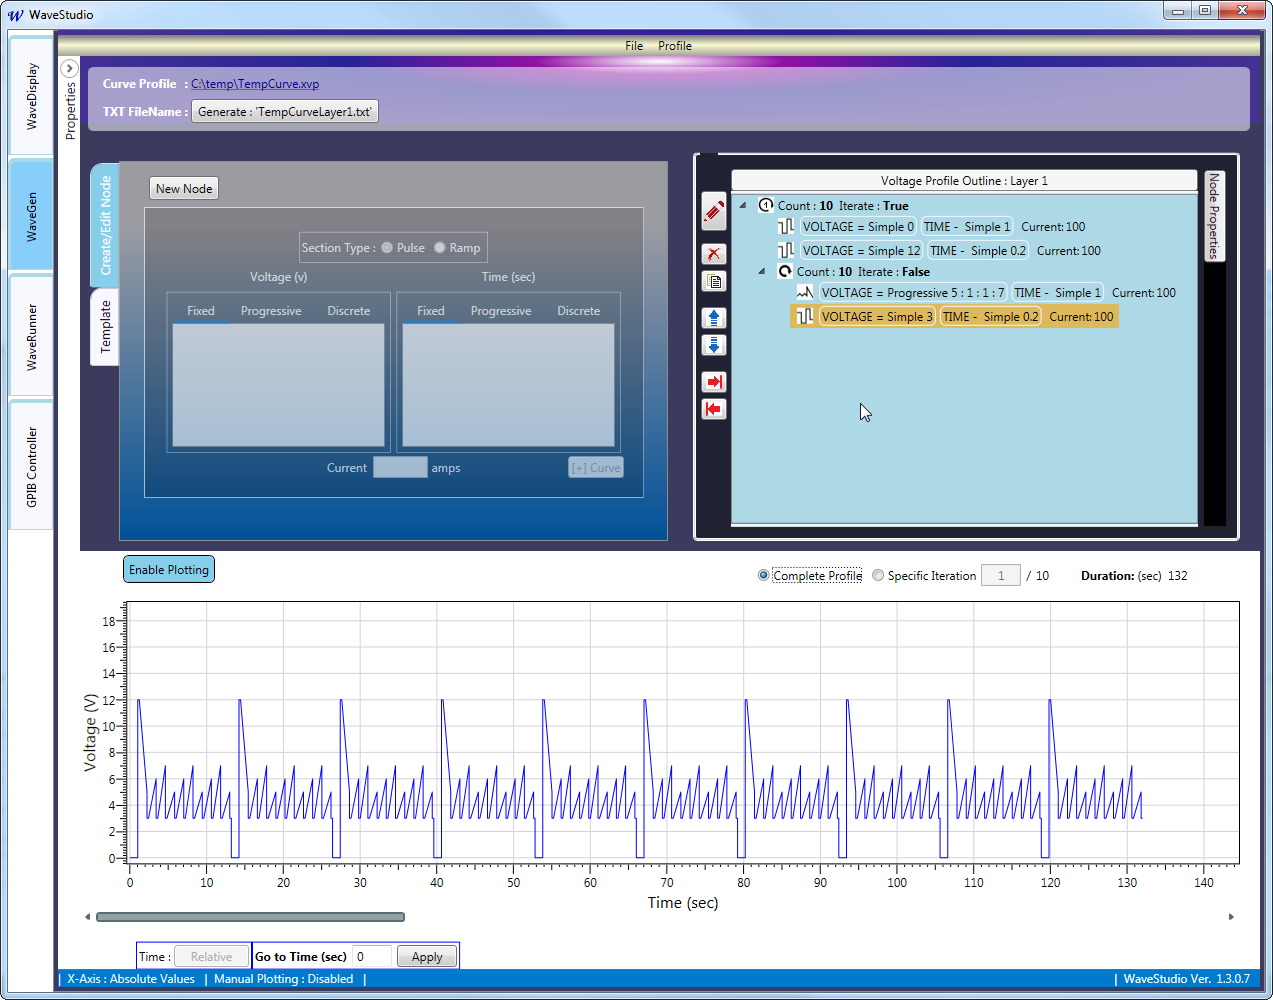 W WaveStudio
File Profile
WaveDisplay
WaveGen
WaveRunner
GPIB Controller
Properties
Curve Profile : C:\temp\TempCurve.xvp
TXT FileName : Generate : 'TempCurveLayer1.txt'
Create/Edit Node
Template
New Node
Section Type : Pulse Ramp
Voltage (v) Time (sec)
Fixed Progressive Discrete Fixed Progressive Discrete
Current amps [+] Curve
Voltage Profile Outline : Layer 1
Node Properties
1 Count : 10 Iterate : True
VOLTAGE = Simple 0 TIME - Simple 1 Current:100
VOLTAGE = Simple 12 TIME - Simple 0.2 Current:100
Count : 10 Iterate : False
VOLTAGE = Progressive 5 : 1 : 1 : 7 TIME - Simple 1 Current:100
VOLTAGE = Simple 3 TIME - Simple 0.2 Current:100
Enable Plotting
Complete Profile Specific Iteration 1 / 10 Duration: (sec) 132
Voltage (V)
18
16
14
12
10
8
6
4
2
0
0 10 20 30 40 50 60 70 80 90 100 110 120 130 140
Time (sec)
Time : Relative Go to Time (sec) 0 Apply
| X-Axis : Absolute Values | Manual Plotting : Disabled | | WaveStudio Ver. 1.3.0.7